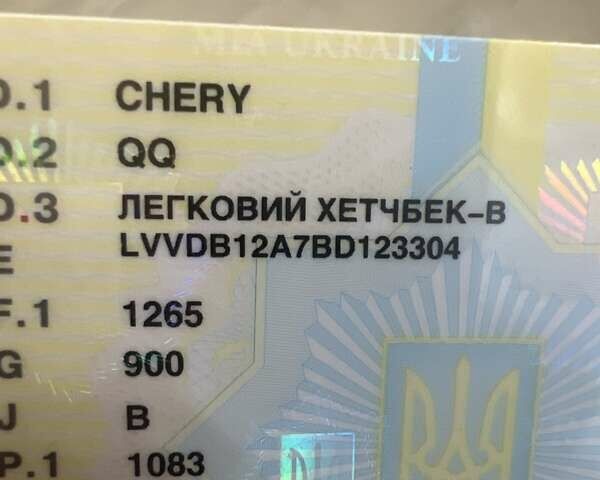 MIA UKRAINE
D.1 CHERY
D.2 QQ
D.3 ЛЕГКОВИЙ ХЕТЧБЕК-B
E LVVDB12A7BD123304
F.1 1265
G 900
J B
P.1 1083